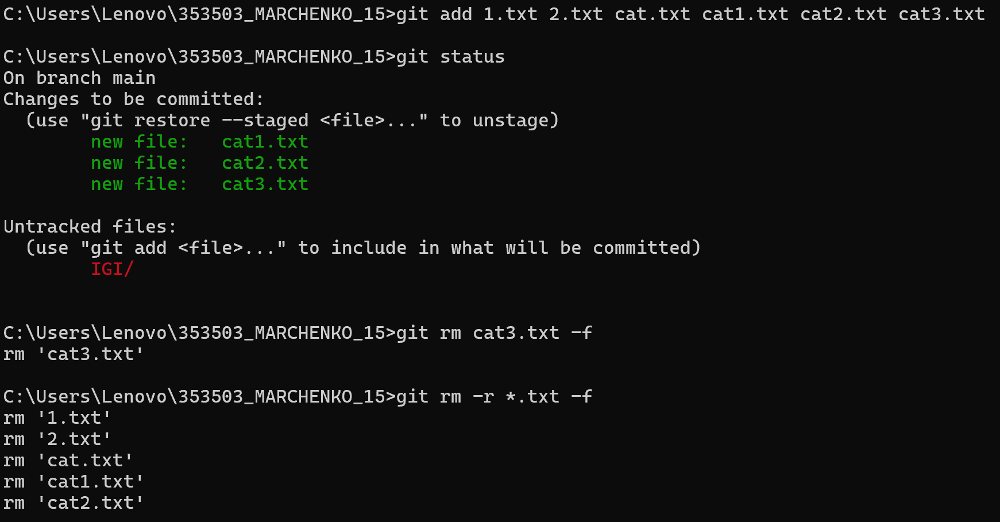 C:\Users\Lenovo\353503_MARCHENKO_15>git add 1.txt 2.txt cat.txt cat1.txt cat2.txt cat3.txt
C:\Users\Lenovo\353503_MARCHENKO_15>git status
On branch main
Changes to be committed:
  (use "git restore --staged <file>..." to unstage)
        new file:   cat1.txt
        new file:   cat2.txt
        new file:   cat3.txt
Untracked files:
  (use "git add <file>..." to include in what will be committed)
        IGI/
C:\Users\Lenovo\353503_MARCHENKO_15>git rm cat3.txt -f
rm 'cat3.txt'
C:\Users\Lenovo\353503_MARCHENKO_15>git rm -r *.txt -f
rm '1.txt'
rm '2.txt'
rm 'cat.txt'
rm 'cat1.txt'
rm 'cat2.txt'